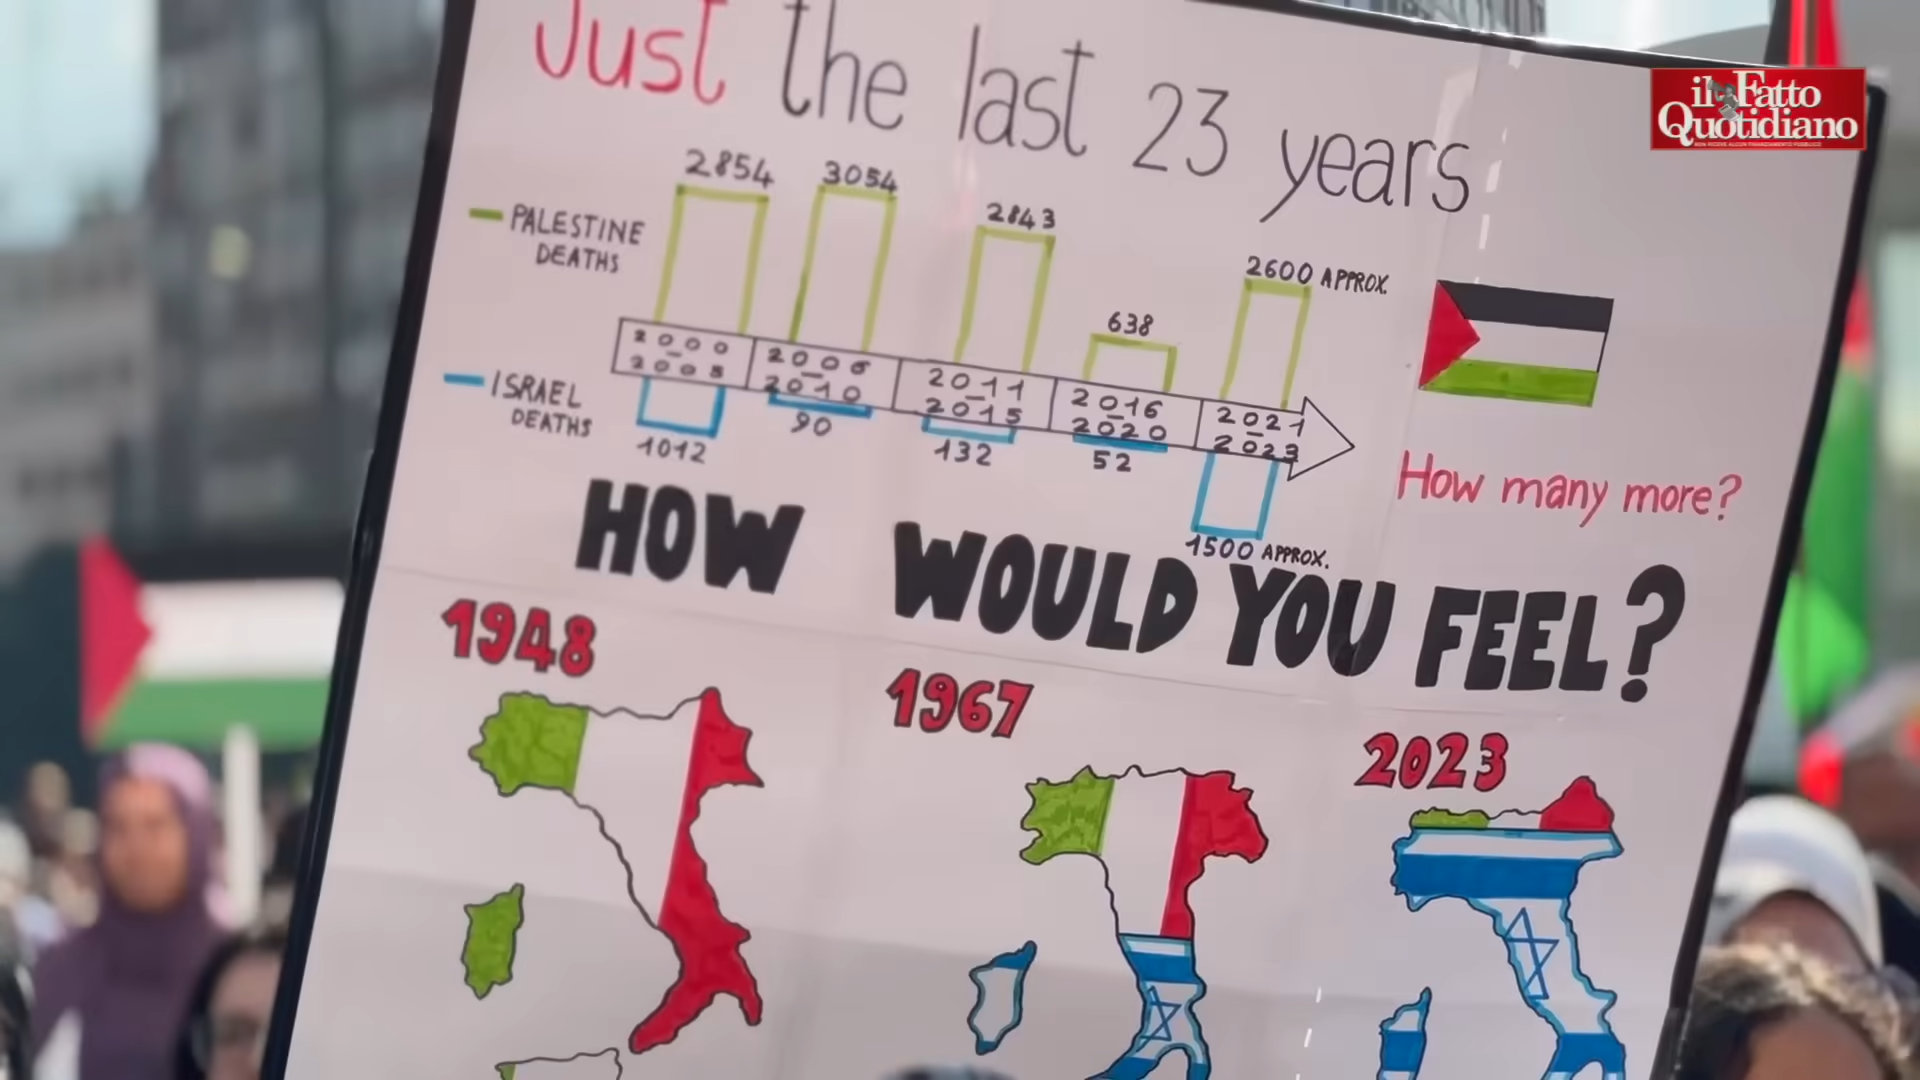 Just the last 23 years
il Fatto
Quotidiano
2854
3054
2843
638
2600 APPROX.
PALESTINE
DEATHS
2000
–
2005
2006
–
2010
2011
–
2015
2016
–
2020
2021
–
2023
ISRAEL
DEATHS
1012
90
132
52
1500 APPROX.
How many more?
HOW WOULD YOU FEEL?
1948
1967
2023